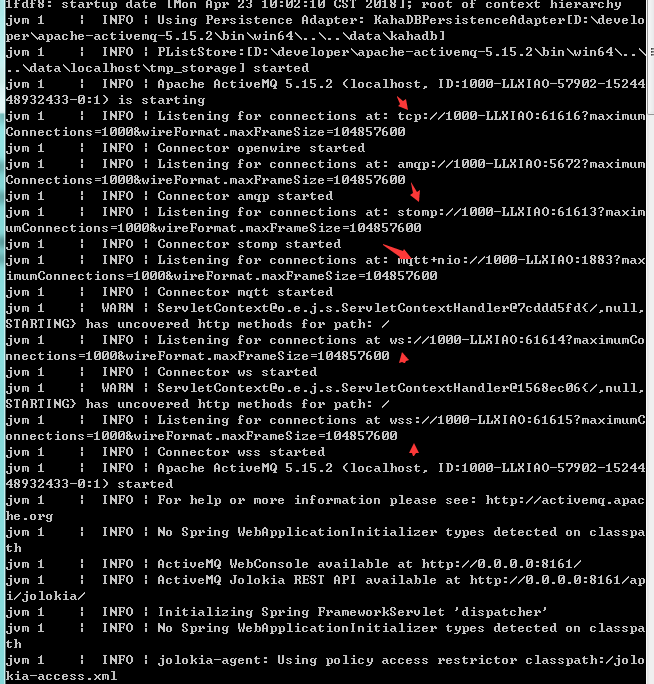 1fdf8: startup date [Mon Apr 23 10:02:10 CST 2018]; root of context hierarchy
jvm 1    | INFO | Using Persistence Adapter: KahaDBPersistenceAdapter[D:\develo
per\apache-activemq-5.15.2\bin\win64\..\..\data\kahadb]
jvm 1    | INFO | PListStore:[D:\developer\apache-activemq-5.15.2\bin\win64\..\
..\data\localhost\tmp_storage] started
jvm 1    | INFO | Apache ActiveMQ 5.15.2 (localhost, ID:1000-LLXIAO-57902-15244
48932433-0:1) is starting
jvm 1    | INFO | Listening for connections at: tcp://1000-LLXIAO:61616?maximum
Connections=1000&wireFormat.maxFrameSize=104857600
jvm 1    | INFO | Connector openwire started
jvm 1    | INFO | Listening for connections at: amqp://1000-LLXIAO:5672?maximum
Connections=1000&wireFormat.maxFrameSize=104857600
jvm 1    | INFO | Connector amqp started
jvm 1    | INFO | Listening for connections at: stomp://1000-LLXIAO:61613?maxim
umConnections=1000&wireFormat.maxFrameSize=104857600
jvm 1    | INFO | Connector stomp started
jvm 1    | INFO | Listening for connections at: mqtt+nio://1000-LLXIAO:1883?max
imumConnections=1000&wireFormat.maxFrameSize=104857600
jvm 1    | INFO | Connector mqtt started
jvm 1    | WARN | ServletContext@o.e.j.s.ServletContextHandler@7cddd5fd{/,null,
STARTING} has uncovered http methods for path: /
jvm 1    | INFO | Listening for connections at ws://1000-LLXIAO:61614?maximumCo
nnections=1000&wireFormat.maxFrameSize=104857600
jvm 1    | INFO | Connector ws started
jvm 1    | WARN | ServletContext@o.e.j.s.ServletContextHandler@1568ec06{/,null,
STARTING} has uncovered http methods for path: /
jvm 1    | INFO | Listening for connections at wss://1000-LLXIAO:61615?maximumC
onnections=1000&wireFormat.maxFrameSize=104857600
jvm 1    | INFO | Connector wss started
jvm 1    | INFO | Apache ActiveMQ 5.15.2 (localhost, ID:1000-LLXIAO-57902-15244
48932433-0:1) started
jvm 1    | INFO | For help or more information please see: http://activemq.apac
he.org
jvm 1    | INFO | No Spring WebApplicationInitializer types detected on classpa
th
jvm 1    | INFO | ActiveMQ WebConsole available at http://0.0.0.0:8161/
jvm 1    | INFO | ActiveMQ Jolokia REST API available at http://0.0.0.0:8161/ap
i/jolokia/
jvm 1    | INFO | Initializing Spring FrameworkServlet 'dispatcher'
jvm 1    | INFO | No Spring WebApplicationInitializer types detected on classpa
th
jvm 1    | INFO | jolokia-agent: Using policy access restrictor classpath:/jolo
kia-access.xml